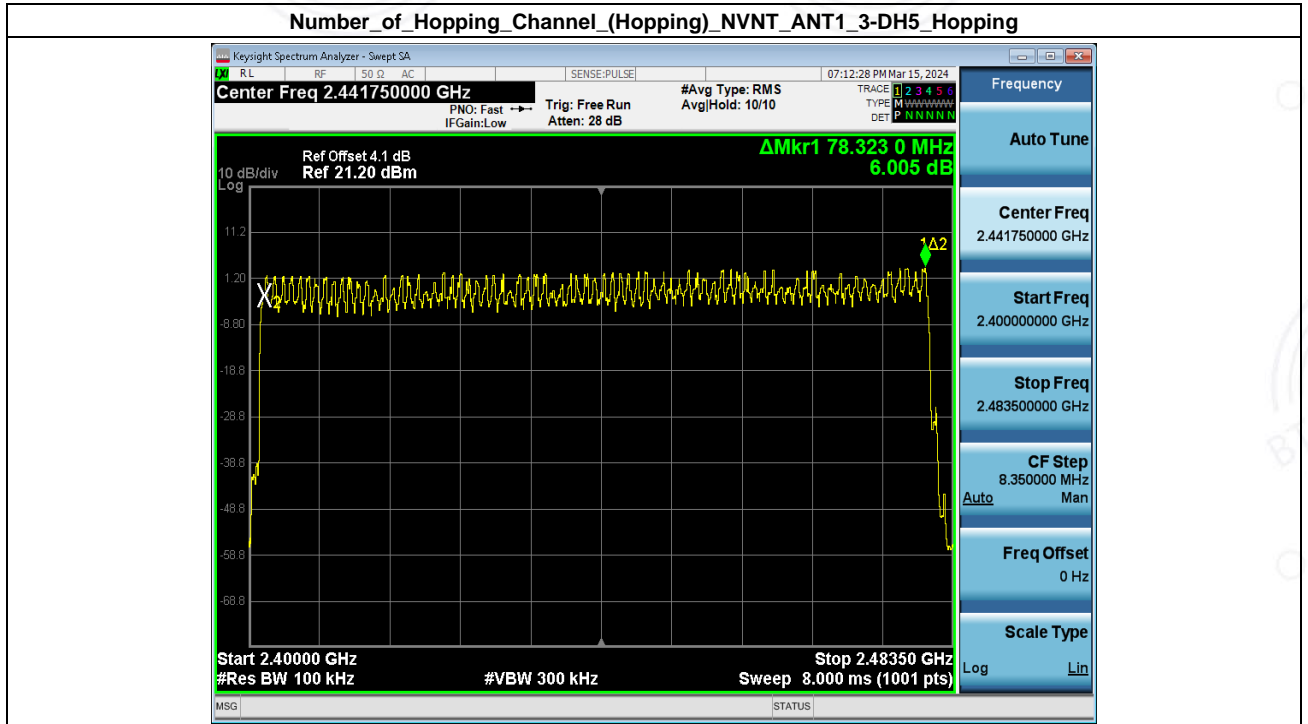 Number_of_Hopping_Channel_(Hopping)_NVNT_ANT1_3-DH5_Hopping
Keysight Spectrum Analyzer - Swept SA
LXI RL RF 50 Ω AC SENSE:PULSE 07:12:28 PM Mar 15, 2024
Center Freq 2.441750000 GHz
PNO: Fast
IFGain:Low
Trig: Free Run
Atten: 28 dB
#Avg Type: RMS
Avg|Hold: 10/10
TRACE 1 2 3 4 5 6
TYPE M WWWWW
DET P N N N N N
Frequency
Auto Tune
Center Freq
2.441750000 GHz
Start Freq
2.400000000 GHz
Stop Freq
2.483500000 GHz
CF Step
8.350000 MHz
Auto Man
Freq Offset
0 Hz
Scale Type
Log Lin
ΔMkr1 78.323 0 MHz
6.005 dB
Ref Offset 4.1 dB
10 dB/div Ref 21.20 dBm
Log
11.2
1.20
-8.80
-18.8
-28.8
-38.8
-48.8
-58.8
-68.8
1Δ2
X2
Start 2.40000 GHz Stop 2.48350 GHz
#Res BW 100 kHz #VBW 300 kHz Sweep 8.000 ms (1001 pts)
MSG STATUS